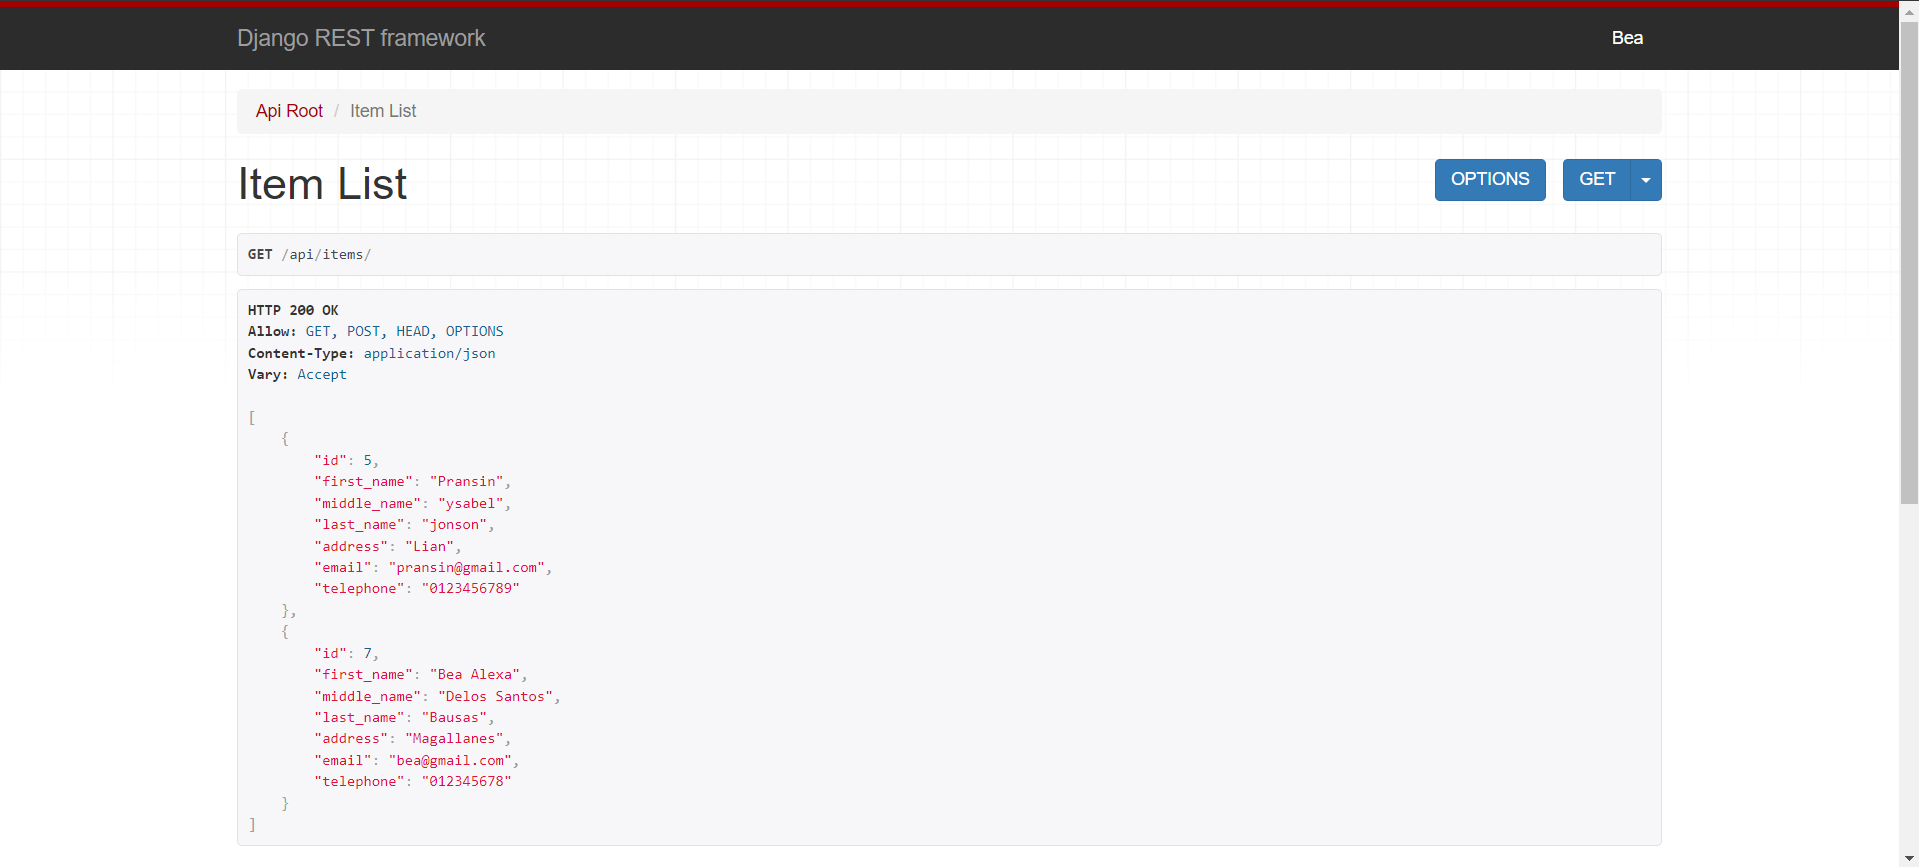 Django REST framework
Bea
Api Root / Item List
Item List
OPTIONS
GET
GET /api/items/
HTTP 200 OK
Allow: GET, POST, HEAD, OPTIONS
Content-Type: application/json
Vary: Accept
[
    {
        "id": 5,
        "first_name": "Pransin",
        "middle_name": "ysabel",
        "last_name": "jonson",
        "address": "Lian",
        "email": "pransin@gmail.com",
        "telephone": "0123456789"
    },
    {
        "id": 7,
        "first_name": "Bea Alexa",
        "middle_name": "Delos Santos",
        "last_name": "Bausas",
        "address": "Magallanes",
        "email": "bea@gmail.com",
        "telephone": "012345678"
    }
]